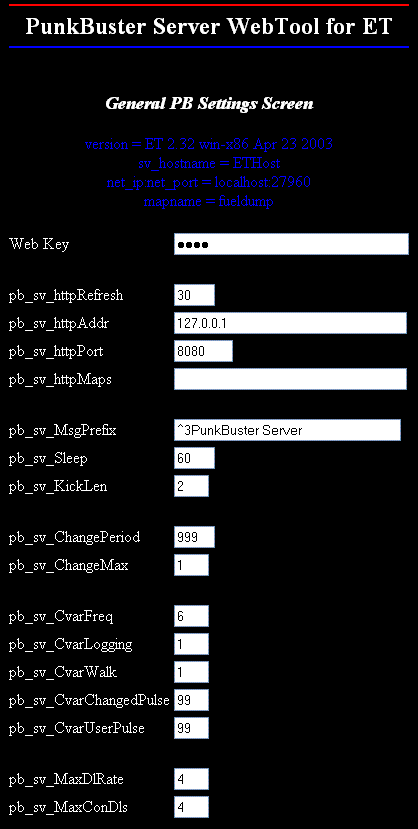 PunkBuster Server WebTool for ET
General PB Settings Screen
version = ET 2.32 win-x86 Apr 23 2003
sv_hostname = ETHost
net_ip:net_port = localhost:27960
mapname = fueldump
Web Key ●●●●
pb_sv_httpRefresh 30
pb_sv_httpAddr 127.0.0.1
pb_sv_httpPort 8080
pb_sv_httpMaps
pb_sv_MsgPrefix ^3PunkBuster Server
pb_sv_Sleep 60
pb_sv_KickLen 2
pb_sv_ChangePeriod 999
pb_sv_ChangeMax 1
pb_sv_CvarFreq 6
pb_sv_CvarLogging 1
pb_sv_CvarWalk 1
pb_sv_CvarChangedPulse 99
pb_sv_CvarUserPulse 99
pb_sv_MaxDlRate 4
pb_sv_MaxConDls 4